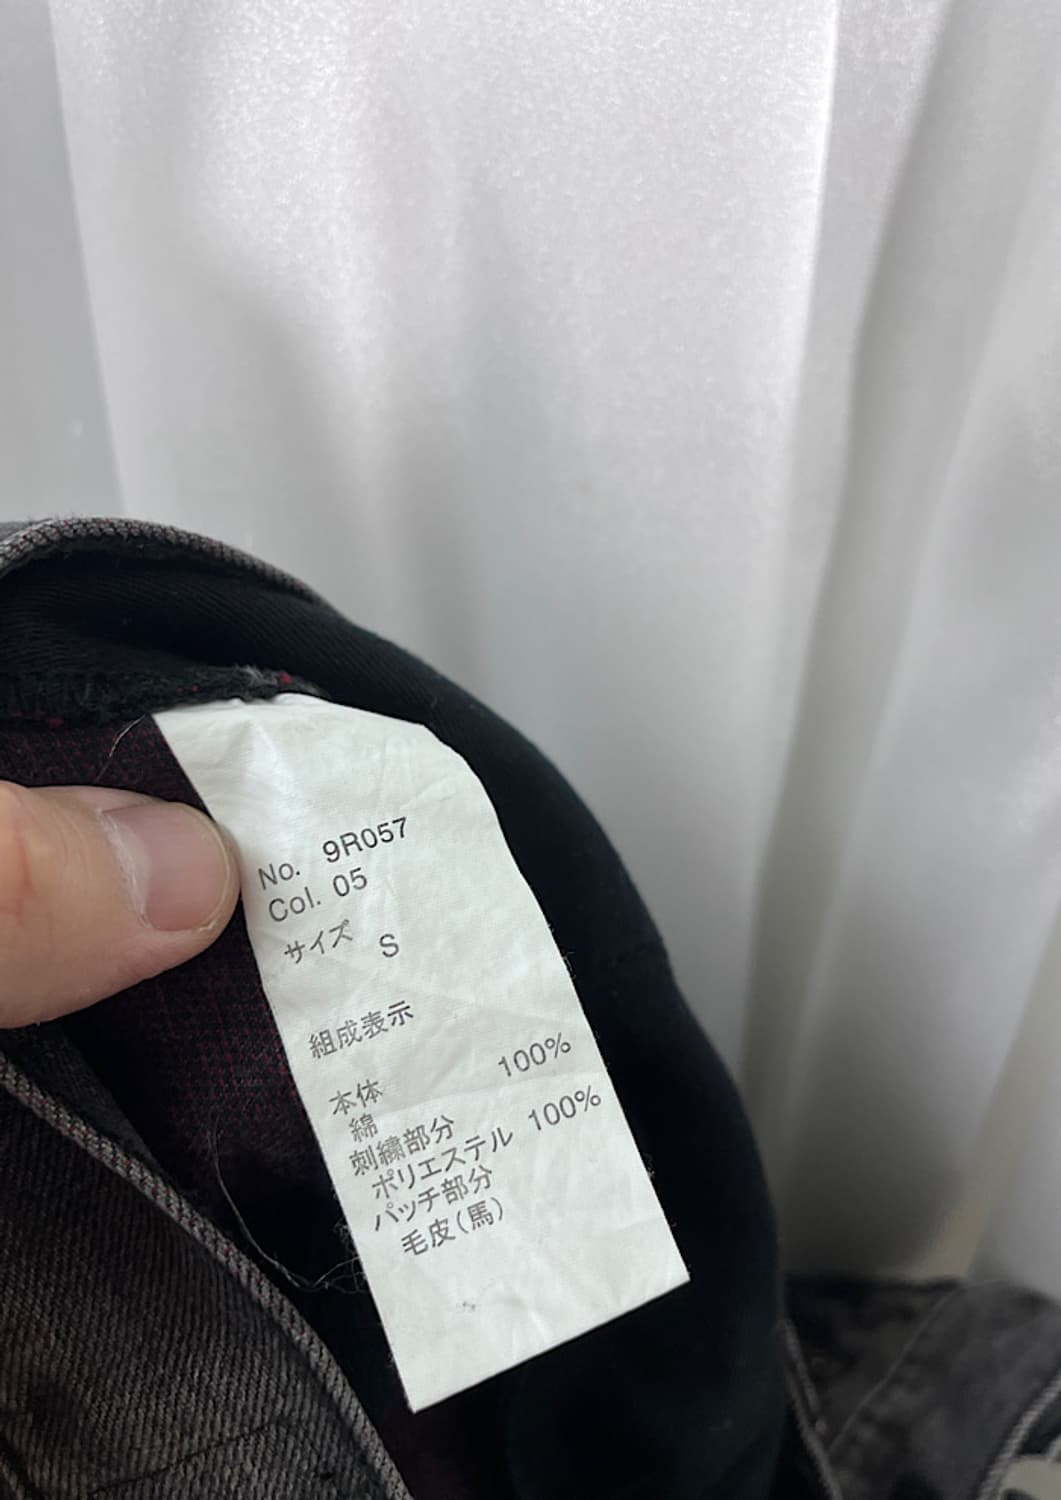 No. 9R057
Col. 05
サイズ S
組成表示
本体
綿 100%
刺繍部分
ポリエステル 100%
パッチ部分
毛皮(馬)